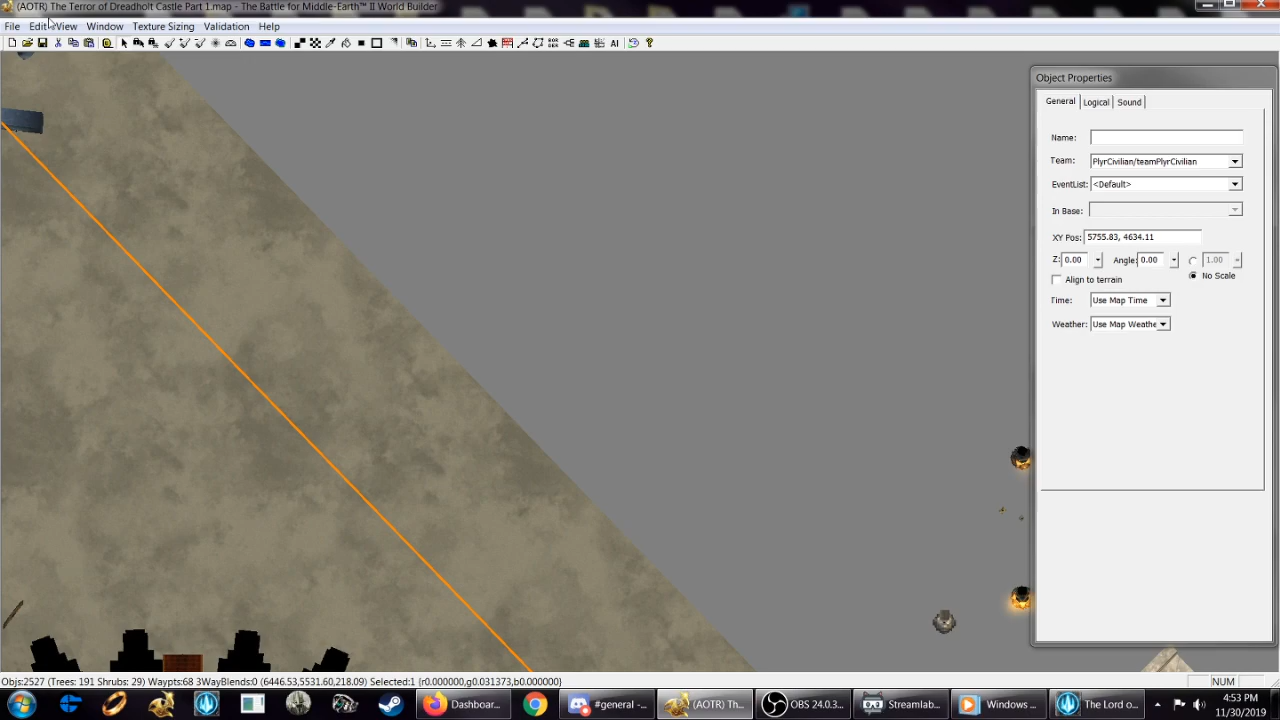 (AOTR) The Terror of Dreadholt Castle Part 1.map - The Battle for Middle-Earth™ II World Builder
File Edit View Window Texture Sizing Validation Help
AI
Object Properties
General Logical Sound
Name:
Team: PlyrCivilian/teamPlyrCivilian
EventList: <Default>
In Base:
XY Pos: 5755.83, 4634.11
Z: 0.00 Angle: 0.00 1.00
No Scale
Align to terrain
Time: Use Map Time
Weather: Use Map Weathe
Objs:2527 (Trees: 191 Shrubs: 29) Waypts:68 3WayBlends:0 (6446.53,5531.60,218.09) Selected:1 {r0.000000,g0.031373,b0.000000}
NUM
Dashboar... #general -... (AOTR) Th... OBS 24.0.3... Streamlab... Windows ... The Lord o...
4:53 PM
11/30/2019